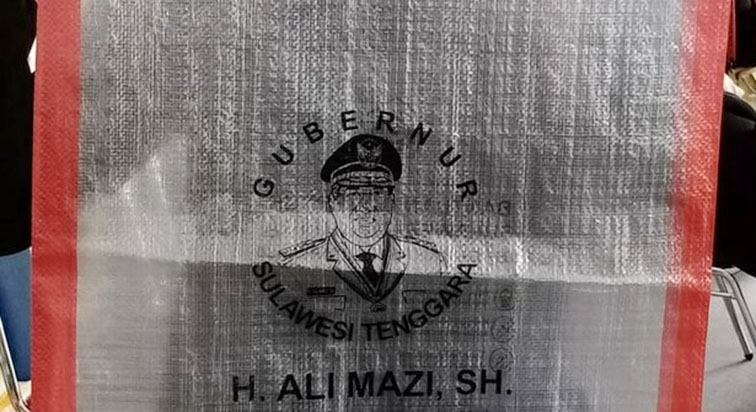 GUBERNUR
SULAWESI TENGGARA
H. ALI MAZI, SH.